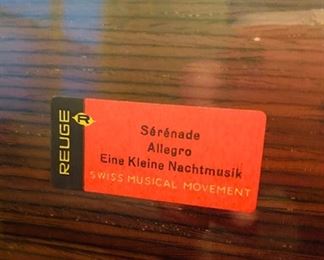 REUGE
R
Sérénade
Allegro
Eine Kleine Nachtmusik
SWISS MUSICAL MOVEMENT